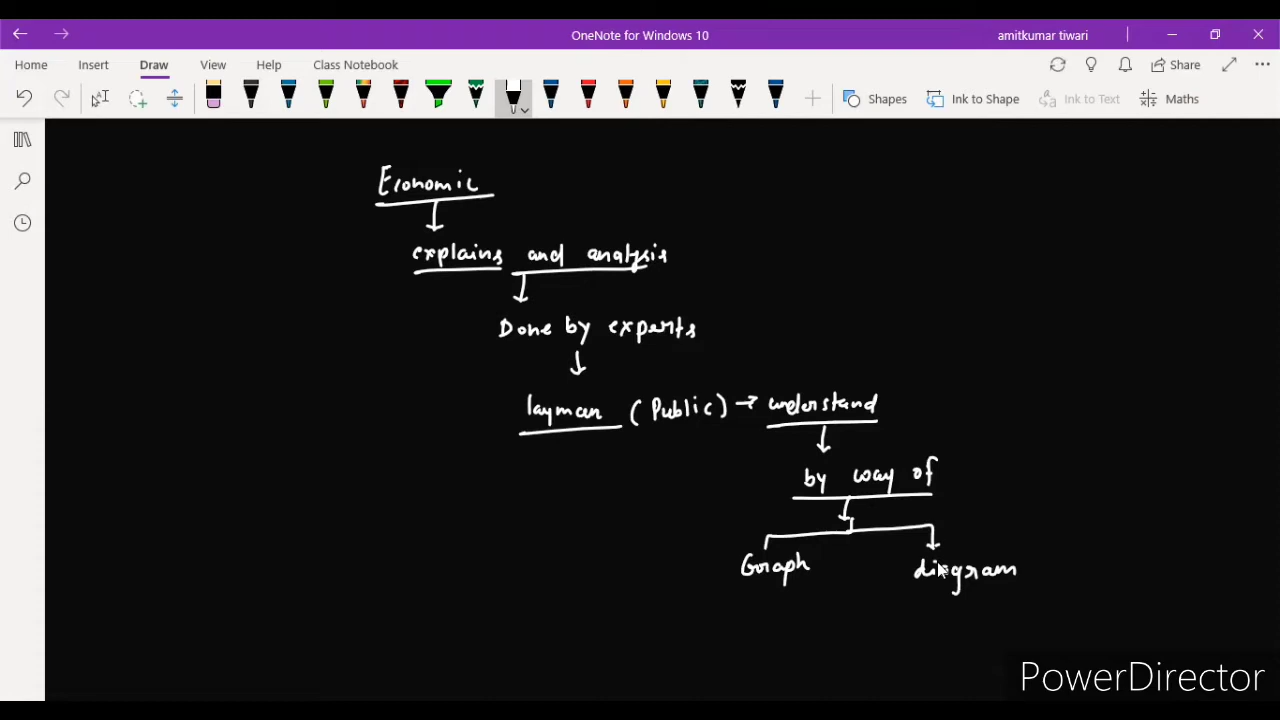 OneNote for Windows 10
amitkumar tiwari
Home Insert Draw View Help Class Notebook
Share
Shapes Ink to Shape Ink to Text Maths
Economic
explains and analysis
Done by experts
layman (Public) → understand
by way of
Graph diagram
PowerDirector